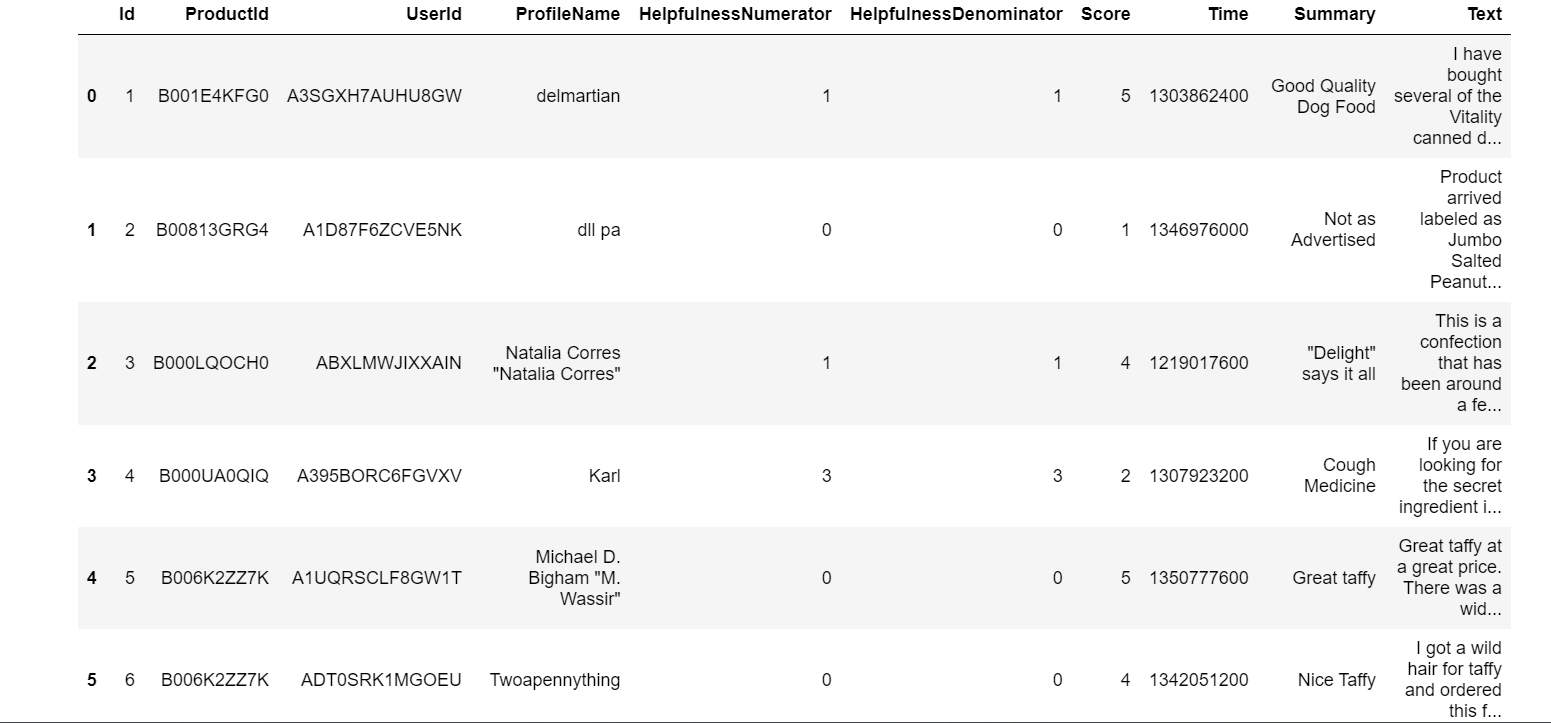 Id ProductId UserId ProfileName HelpfulnessNumerator HelpfulnessDenominator Score Time Summary Text
0 1 B001E4KFG0 A3SGXH7AUHU8GW delmartian 1 1 5 1303862400 Good Quality Dog Food I have bought several of the Vitality canned d...
1 2 B00813GRG4 A1D87F6ZCVE5NK dll pa 0 0 1 1346976000 Not as Advertised Product arrived labeled as Jumbo Salted Peanut...
2 3 B000LQOCH0 ABXLMWJIXXAIN Natalia Corres "Natalia Corres" 1 1 4 1219017600 "Delight" says it all This is a confection that has been around a fe...
3 4 B000UA0QIQ A395BORC6FGVXV Karl 3 3 2 1307923200 Cough Medicine If you are looking for the secret ingredient i...
4 5 B006K2ZZ7K A1UQRSCLF8GW1T Michael D. Bigham "M. Wassir" 0 0 5 1350777600 Great taffy Great taffy at a great price. There was a wid...
5 6 B006K2ZZ7K ADT0SRK1MGOEU Twoapennything 0 0 4 1342051200 Nice Taffy I got a wild hair for taffy and ordered this f...